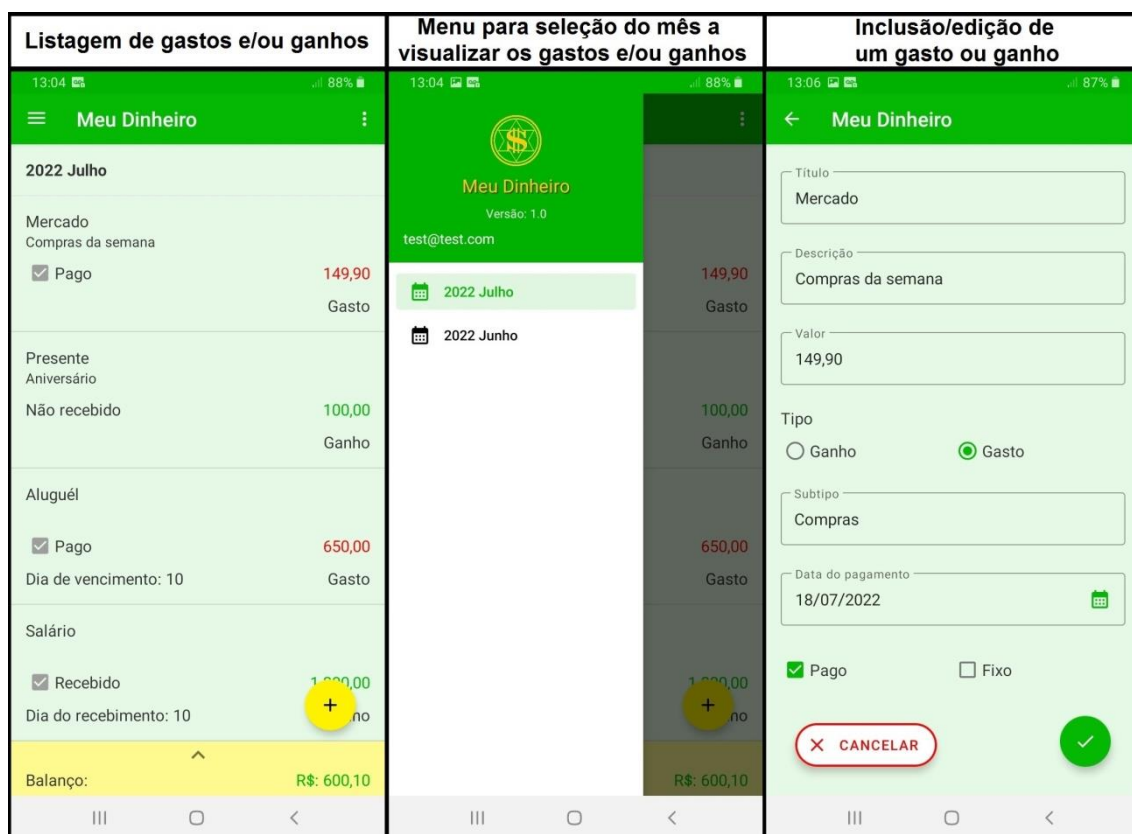 Listagem de gastos e/ou ganhos
Menu para seleção do mês a
visualizar os gastos e/ou ganhos
Inclusão/edição de
um gasto ou ganho
13:04
88%
Meu Dinheiro
2022 Julho
Mercado
Compras da semana
Pago
149,90
Gasto
Presente
Aniversário
Não recebido
100,00
Ganho
Aluguél
Pago
650,00
Dia de vencimento: 10
Gasto
Salário
Recebido
Dia do recebimento: 10
+
Balanço:
R$: 600,10
13:04
88%
$
Meu Dinheiro
Versão: 1.0
test@test.com
2022 Julho
2022 Junho
149,90
Gasto
100,00
Ganho
650,00
Gasto
+
R$: 600,10
13:06
87%
Meu Dinheiro
Título
Mercado
Descrição
Compras da semana
Valor
149,90
Tipo
Ganho
Gasto
Subtipo
Compras
Data do pagamento
18/07/2022
Pago
Fixo
CANCELAR